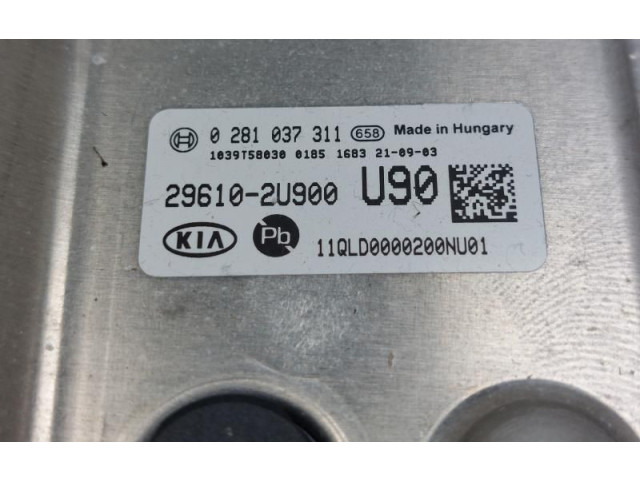 0 281 037 311 658 Made in Hungary
1039T58030 0185 1683 21-09-03
29610-2U900 U90
KIA Pb 11QLD0000200NU01